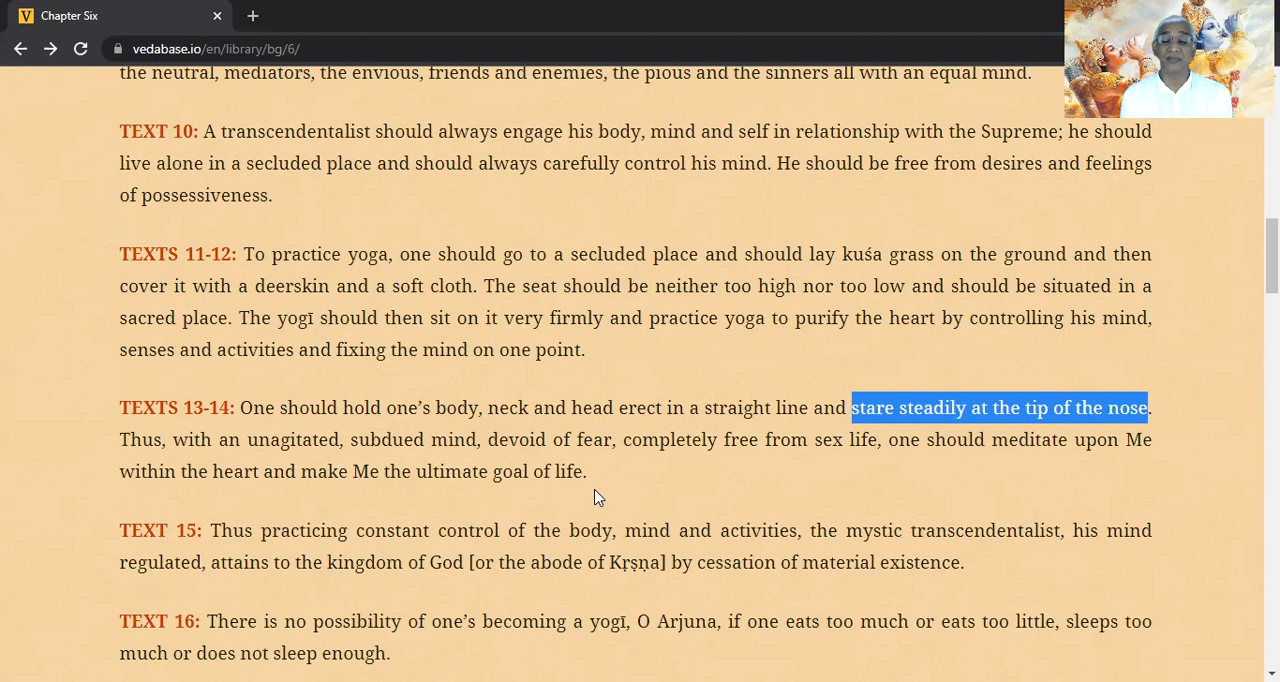 Chapter Six
vedabase.io/en/library/bg/6/
the neutral, mediators, the envious, friends and enemies, the pious and the sinners all with an equal mind.
TEXT 10: A transcendentalist should always engage his body, mind and self in relationship with the Supreme; he should
live alone in a secluded place and should always carefully control his mind. He should be free from desires and feelings
of possessiveness.
TEXTS 11-12: To practice yoga, one should go to a secluded place and should lay kuśa grass on the ground and then
cover it with a deerskin and a soft cloth. The seat should be neither too high nor too low and should be situated in a
sacred place. The yogī should then sit on it very firmly and practice yoga to purify the heart by controlling his mind,
senses and activities and fixing the mind on one point.
TEXTS 13-14: One should hold one’s body, neck and head erect in a straight line and stare steadily at the tip of the nose.
Thus, with an unagitated, subdued mind, devoid of fear, completely free from sex life, one should meditate upon Me
within the heart and make Me the ultimate goal of life.
TEXT 15: Thus practicing constant control of the body, mind and activities, the mystic transcendentalist, his mind
regulated, attains to the kingdom of God [or the abode of Kṛṣṇa] by cessation of material existence.
TEXT 16: There is no possibility of one’s becoming a yogī, O Arjuna, if one eats too much or eats too little, sleeps too
much or does not sleep enough.